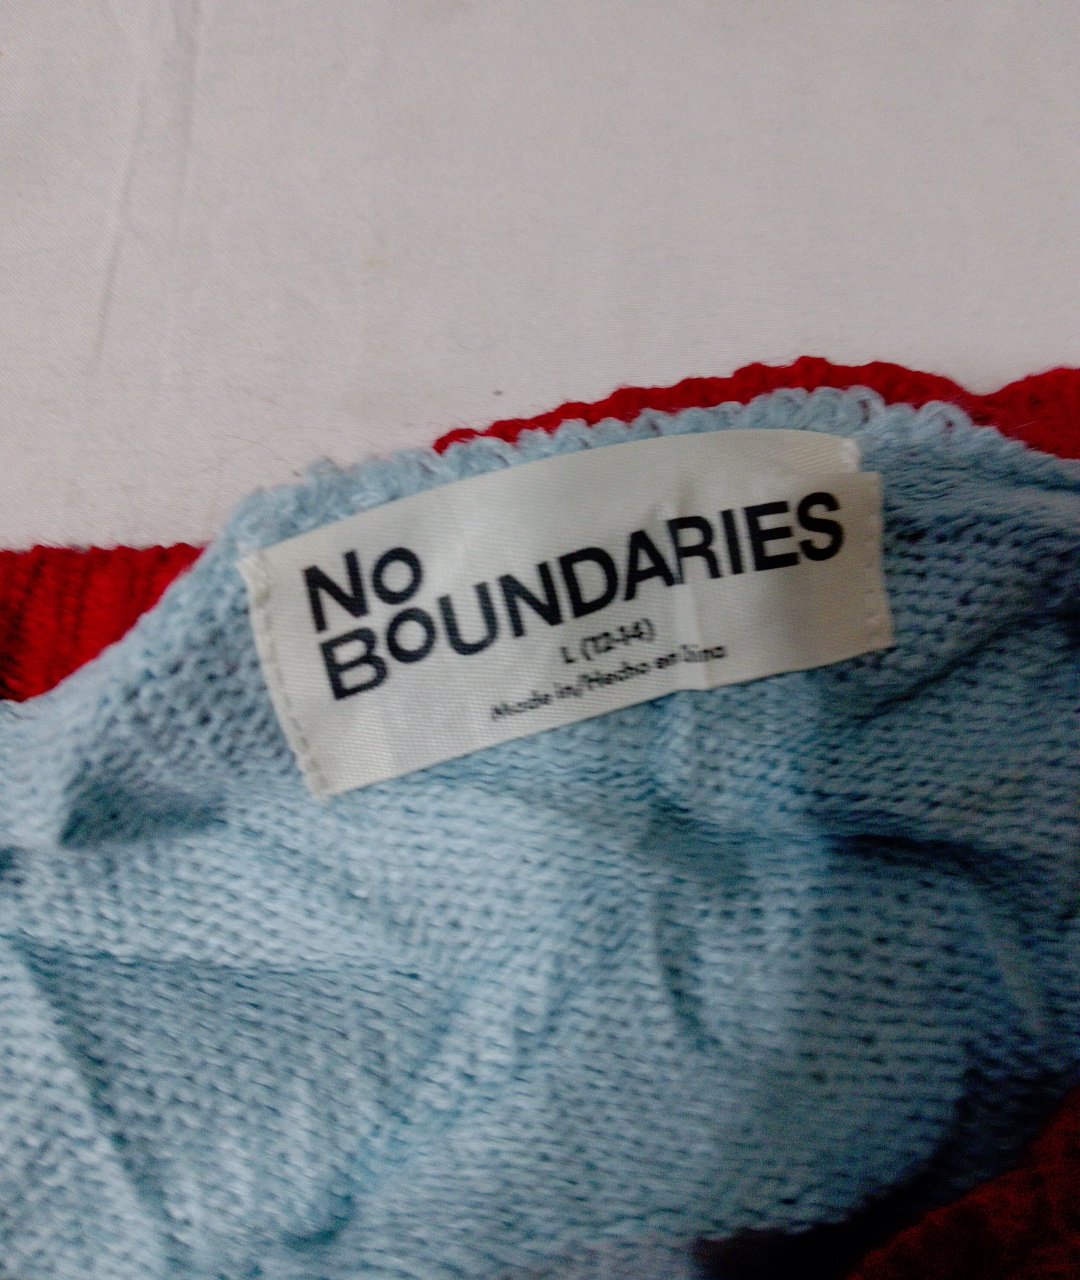 No
BoUNDARIES
L (12-14)
Made in/Hecho en